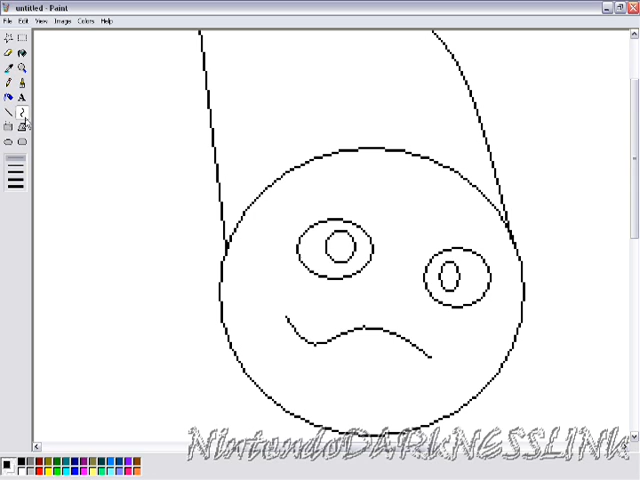 untitled - Paint
File Edit View Image Colors Help
A
NintendoDARKNESSLINK